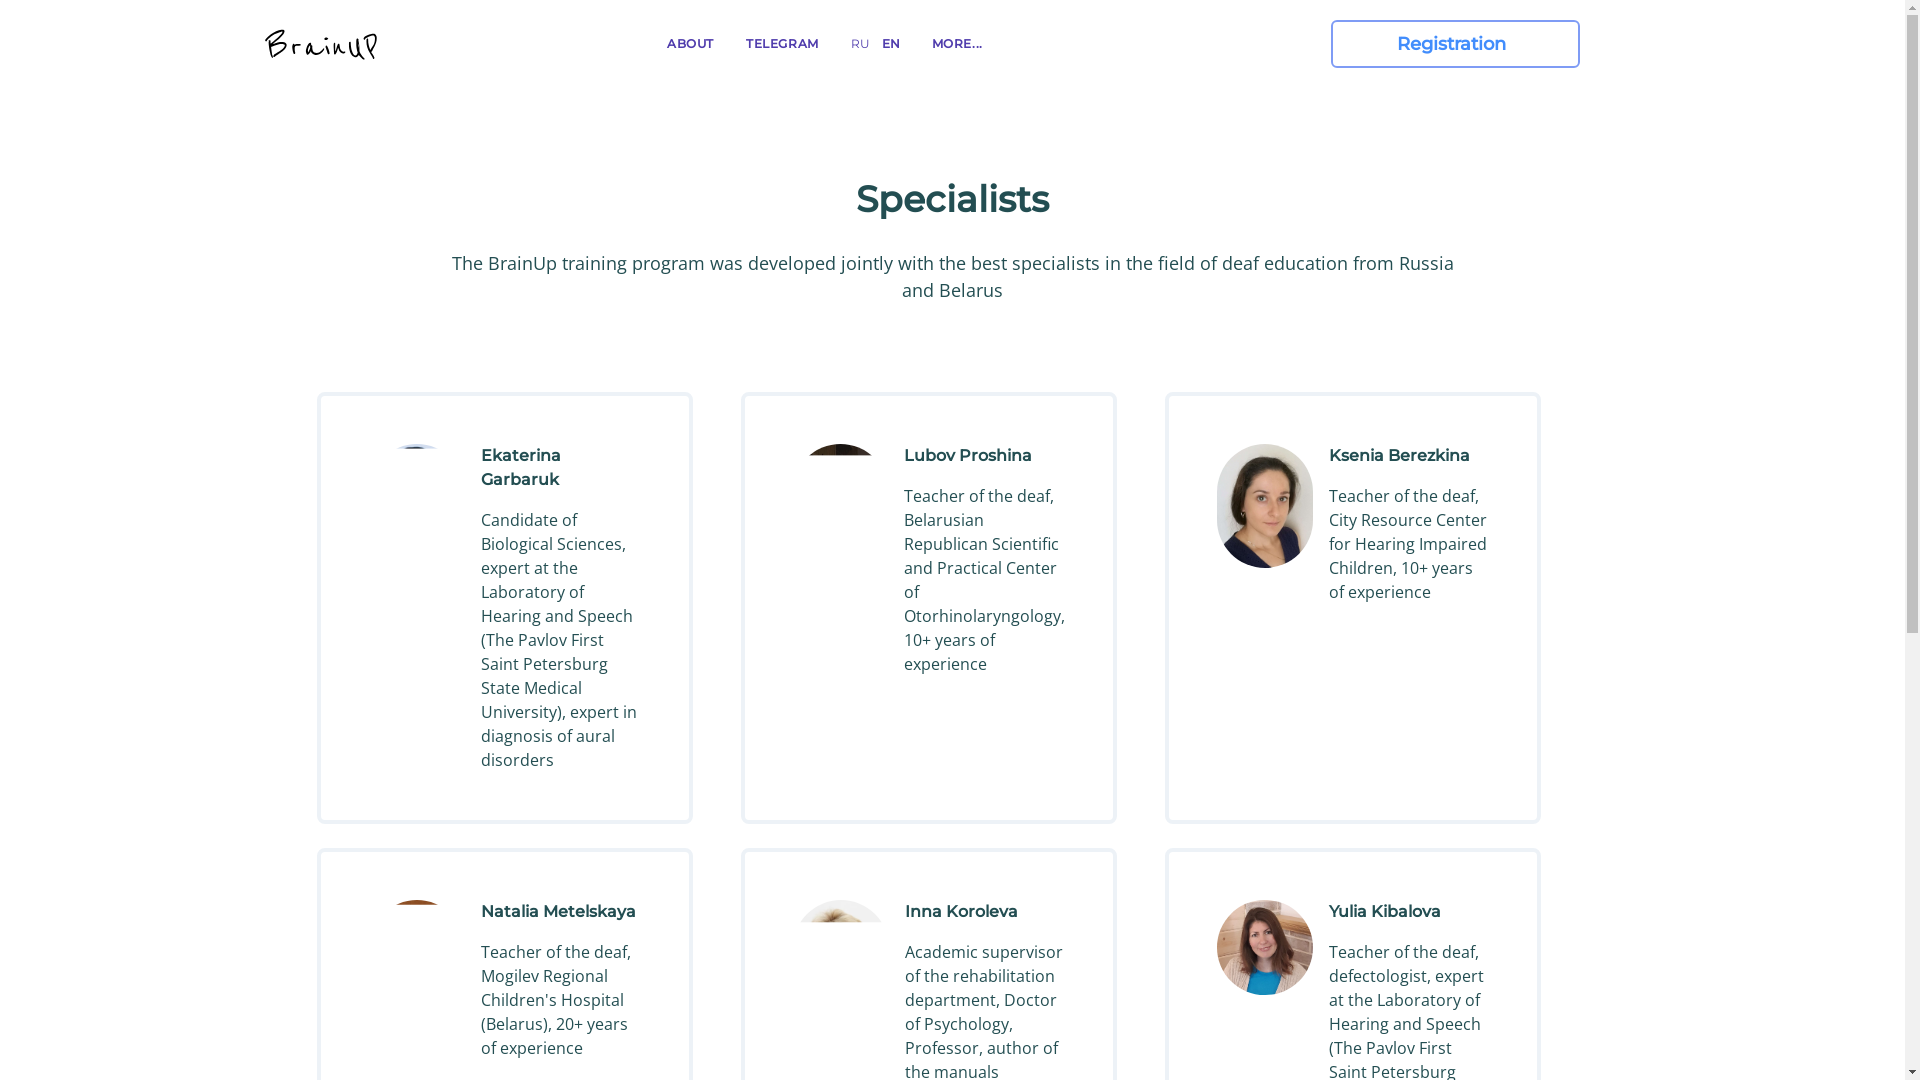 BrainUP
ABOUT
TELEGRAM
RU
EN
MORE...
Registration
Specialists
The BrainUp training program was developed jointly with the best specialists in the field of deaf education from Russia
and Belarus
Ekaterina
Garbaruk
Candidate of
Biological Sciences,
expert at the
Laboratory of
Hearing and Speech
(The Pavlov First
Saint Petersburg
State Medical
University), expert in
diagnosis of aural
disorders
Lubov Proshina
Teacher of the deaf,
Belarusian
Republican Scientific
and Practical Center
of
Otorhinolaryngology,
10+ years of
experience
Ksenia Berezkina
Teacher of the deaf,
City Resource Center
for Hearing Impaired
Children, 10+ years
of experience
Natalia Metelskaya
Teacher of the deaf,
Mogilev Regional
Children's Hospital
(Belarus), 20+ years
of experience
Inna Koroleva
Academic supervisor
of the rehabilitation
department, Doctor
of Psychology,
Professor, author of
the manuals
Yulia Kibalova
Teacher of the deaf,
defectologist, expert
at the Laboratory of
Hearing and Speech
(The Pavlov First
Saint Petersburg